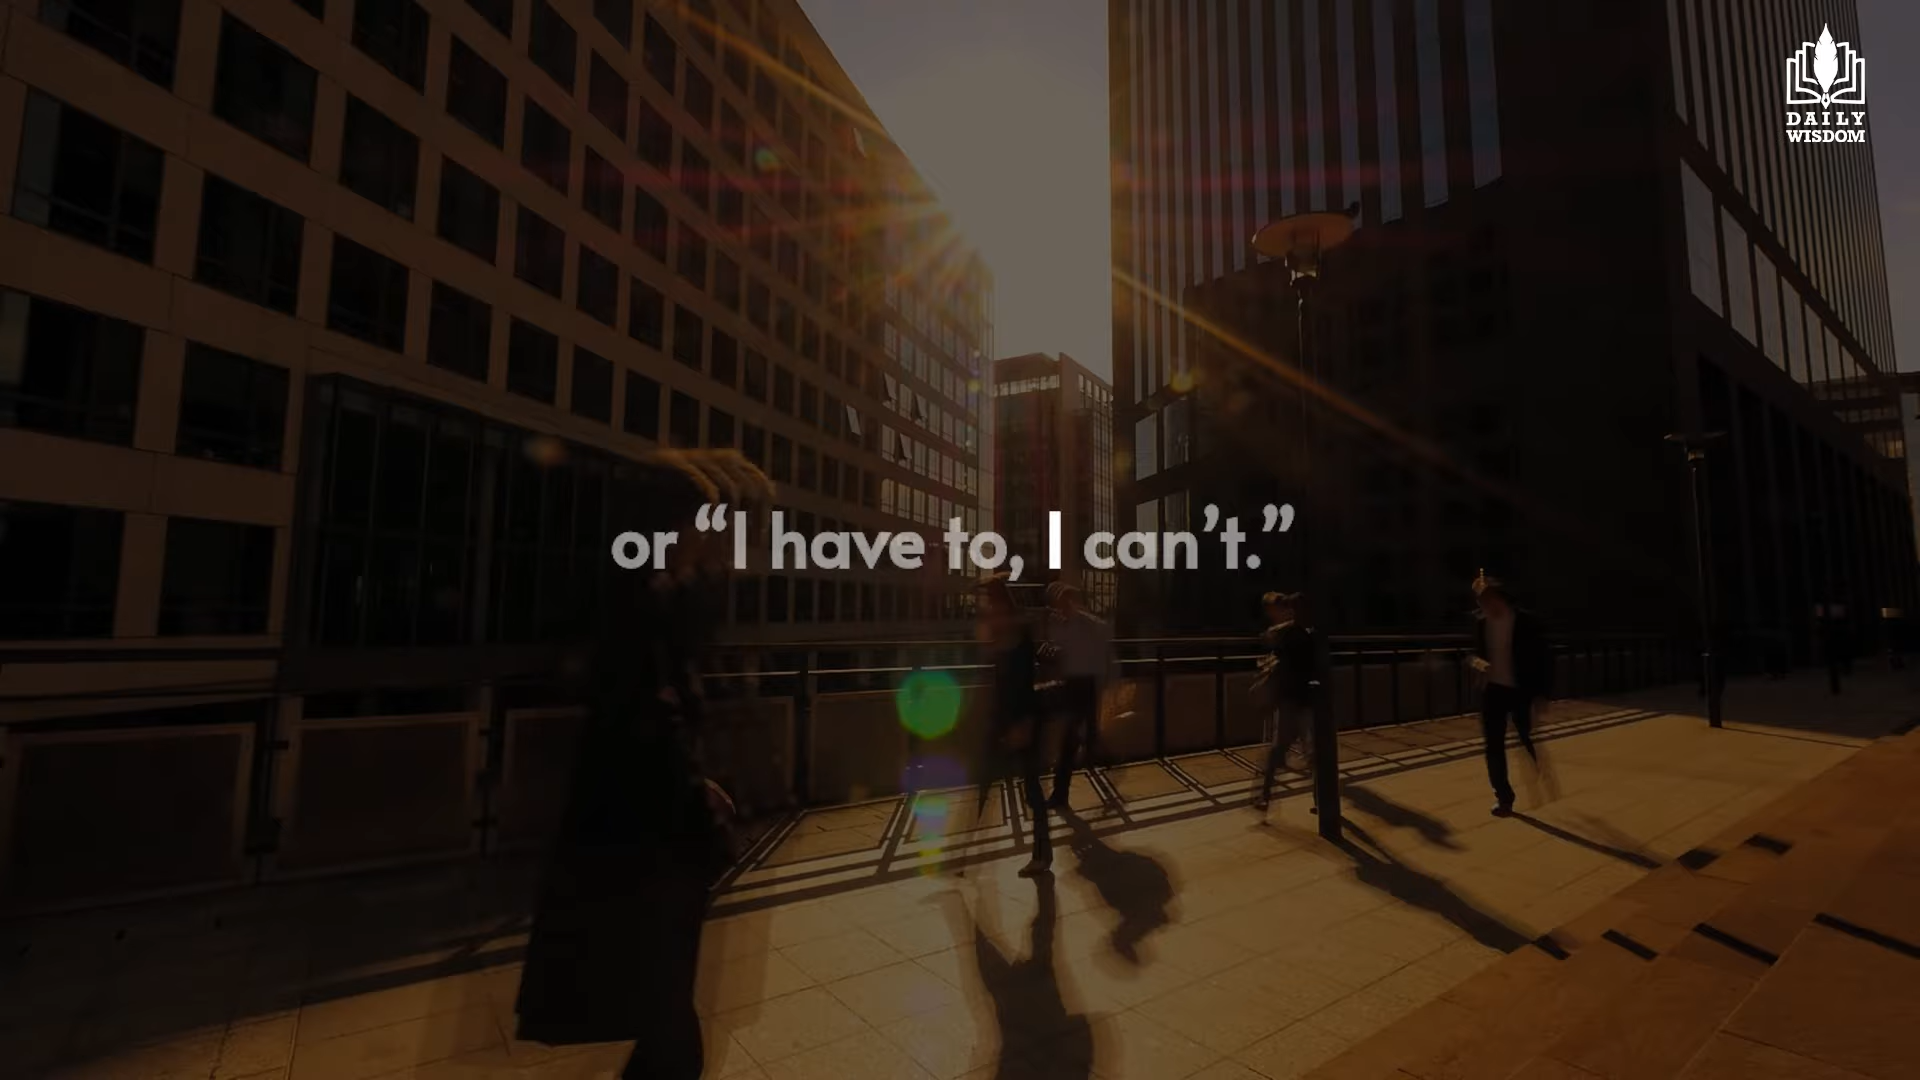 DAILY
WISDOM
or “I have to, I can’t.”